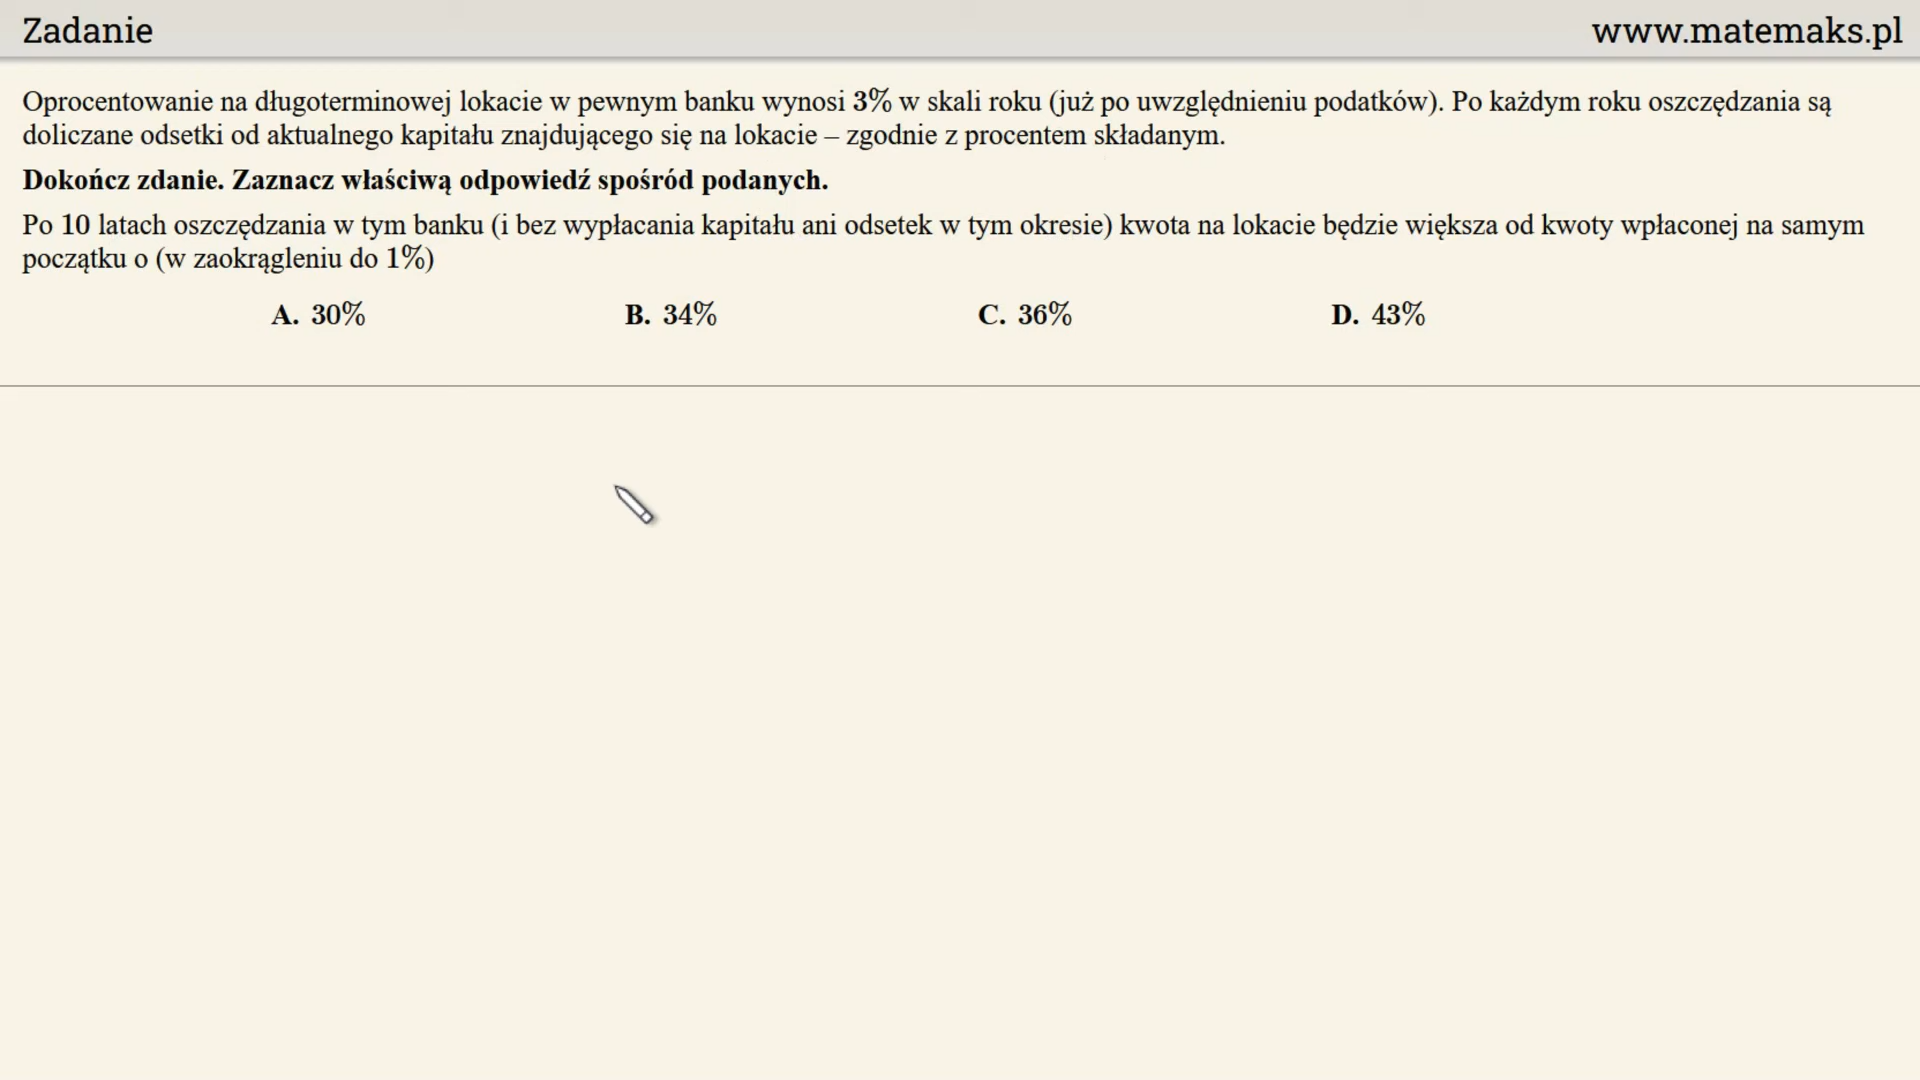 Zadanie
www.matemaks.pl
Oprocentowanie na długoterminowej lokacie w pewnym banku wynosi 3% w skali roku (już po uwzględnieniu podatków). Po każdym roku oszczędzania są
doliczane odsetki od aktualnego kapitału znajdującego się na lokacie – zgodnie z procentem składanym.
Dokończ zdanie. Zaznacz właściwą odpowiedź spośród podanych.
Po 10 latach oszczędzania w tym banku (i bez wypłacania kapitału ani odsetek w tym okresie) kwota na lokacie będzie większa od kwoty wpłaconej na samym
początku o (w zaokrągleniu do 1%)
A. 30% B. 34% C. 36% D. 43%